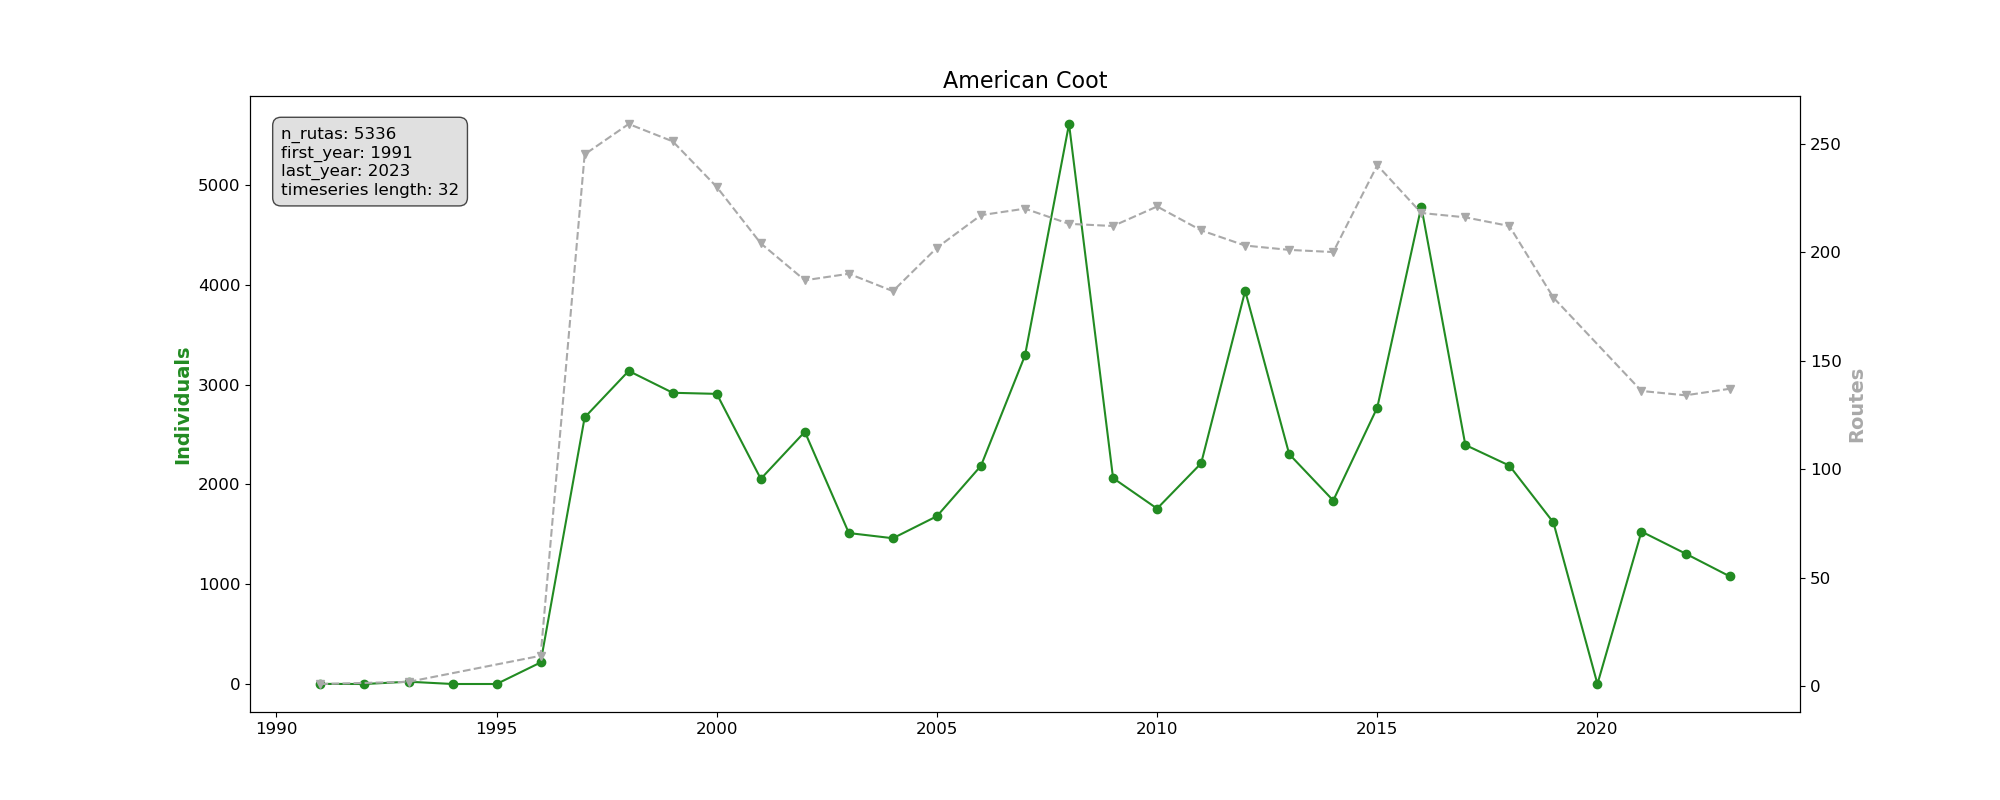 American Coot
n_rutas: 5336
first_year: 1991
last_year: 2023
timeseries length: 32
Individuals
5000
4000
3000
2000
1000
0
250
200
150
100
50
0
Routes
1990 1995 2000 2005 2010 2015 2020